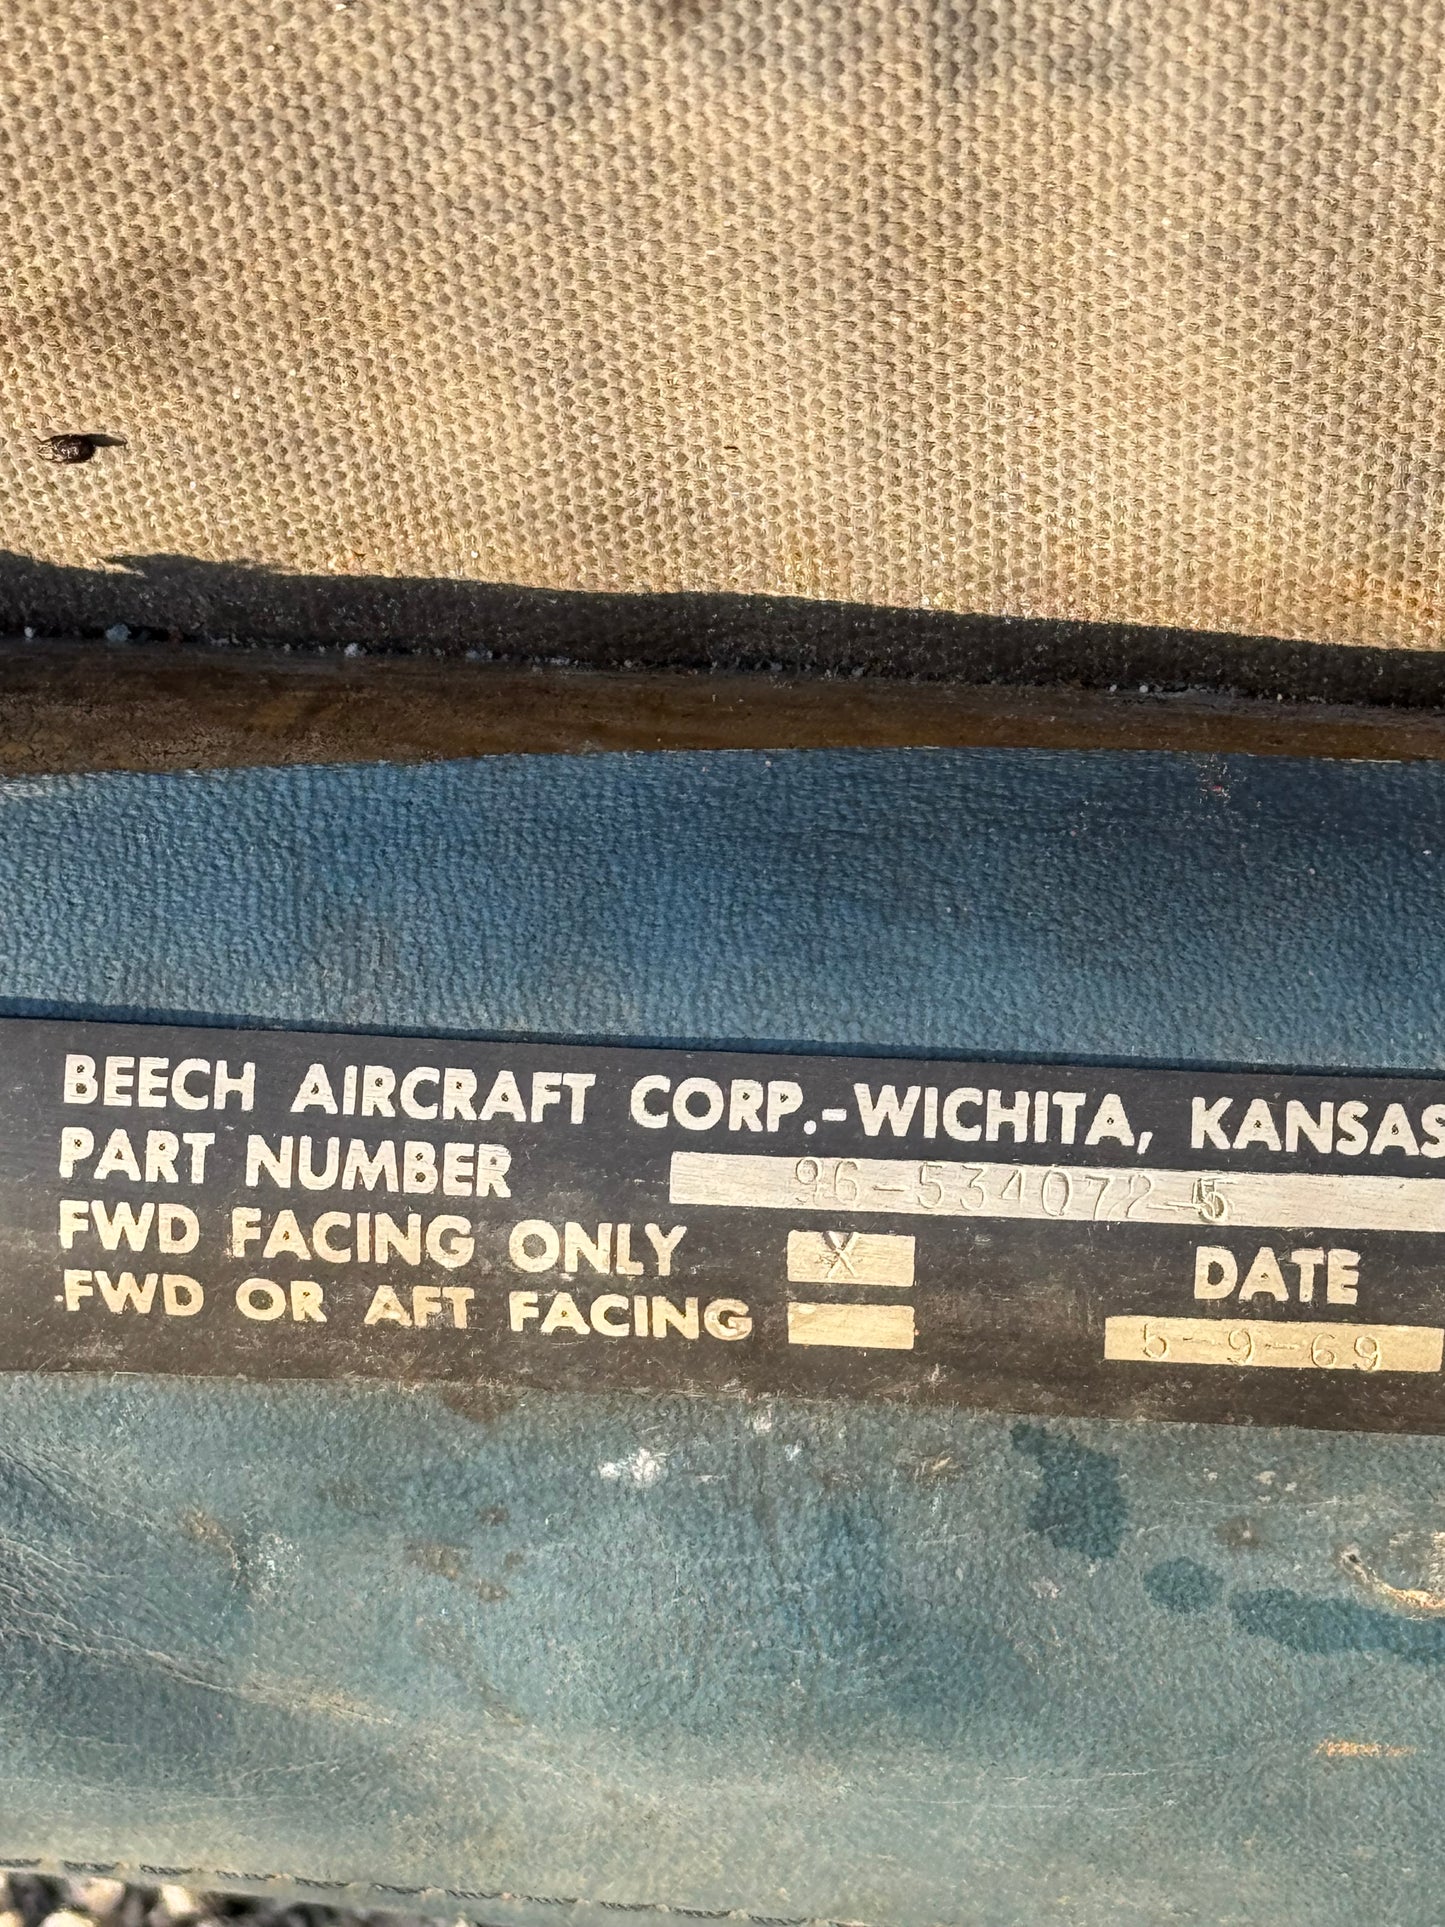 BEECH AIRCRAFT CORP.-WICHITA, KANSAS
PART NUMBER 96-534072-5
FWD FACING ONLY X DATE
FWD OR AFT FACING 5-9-69